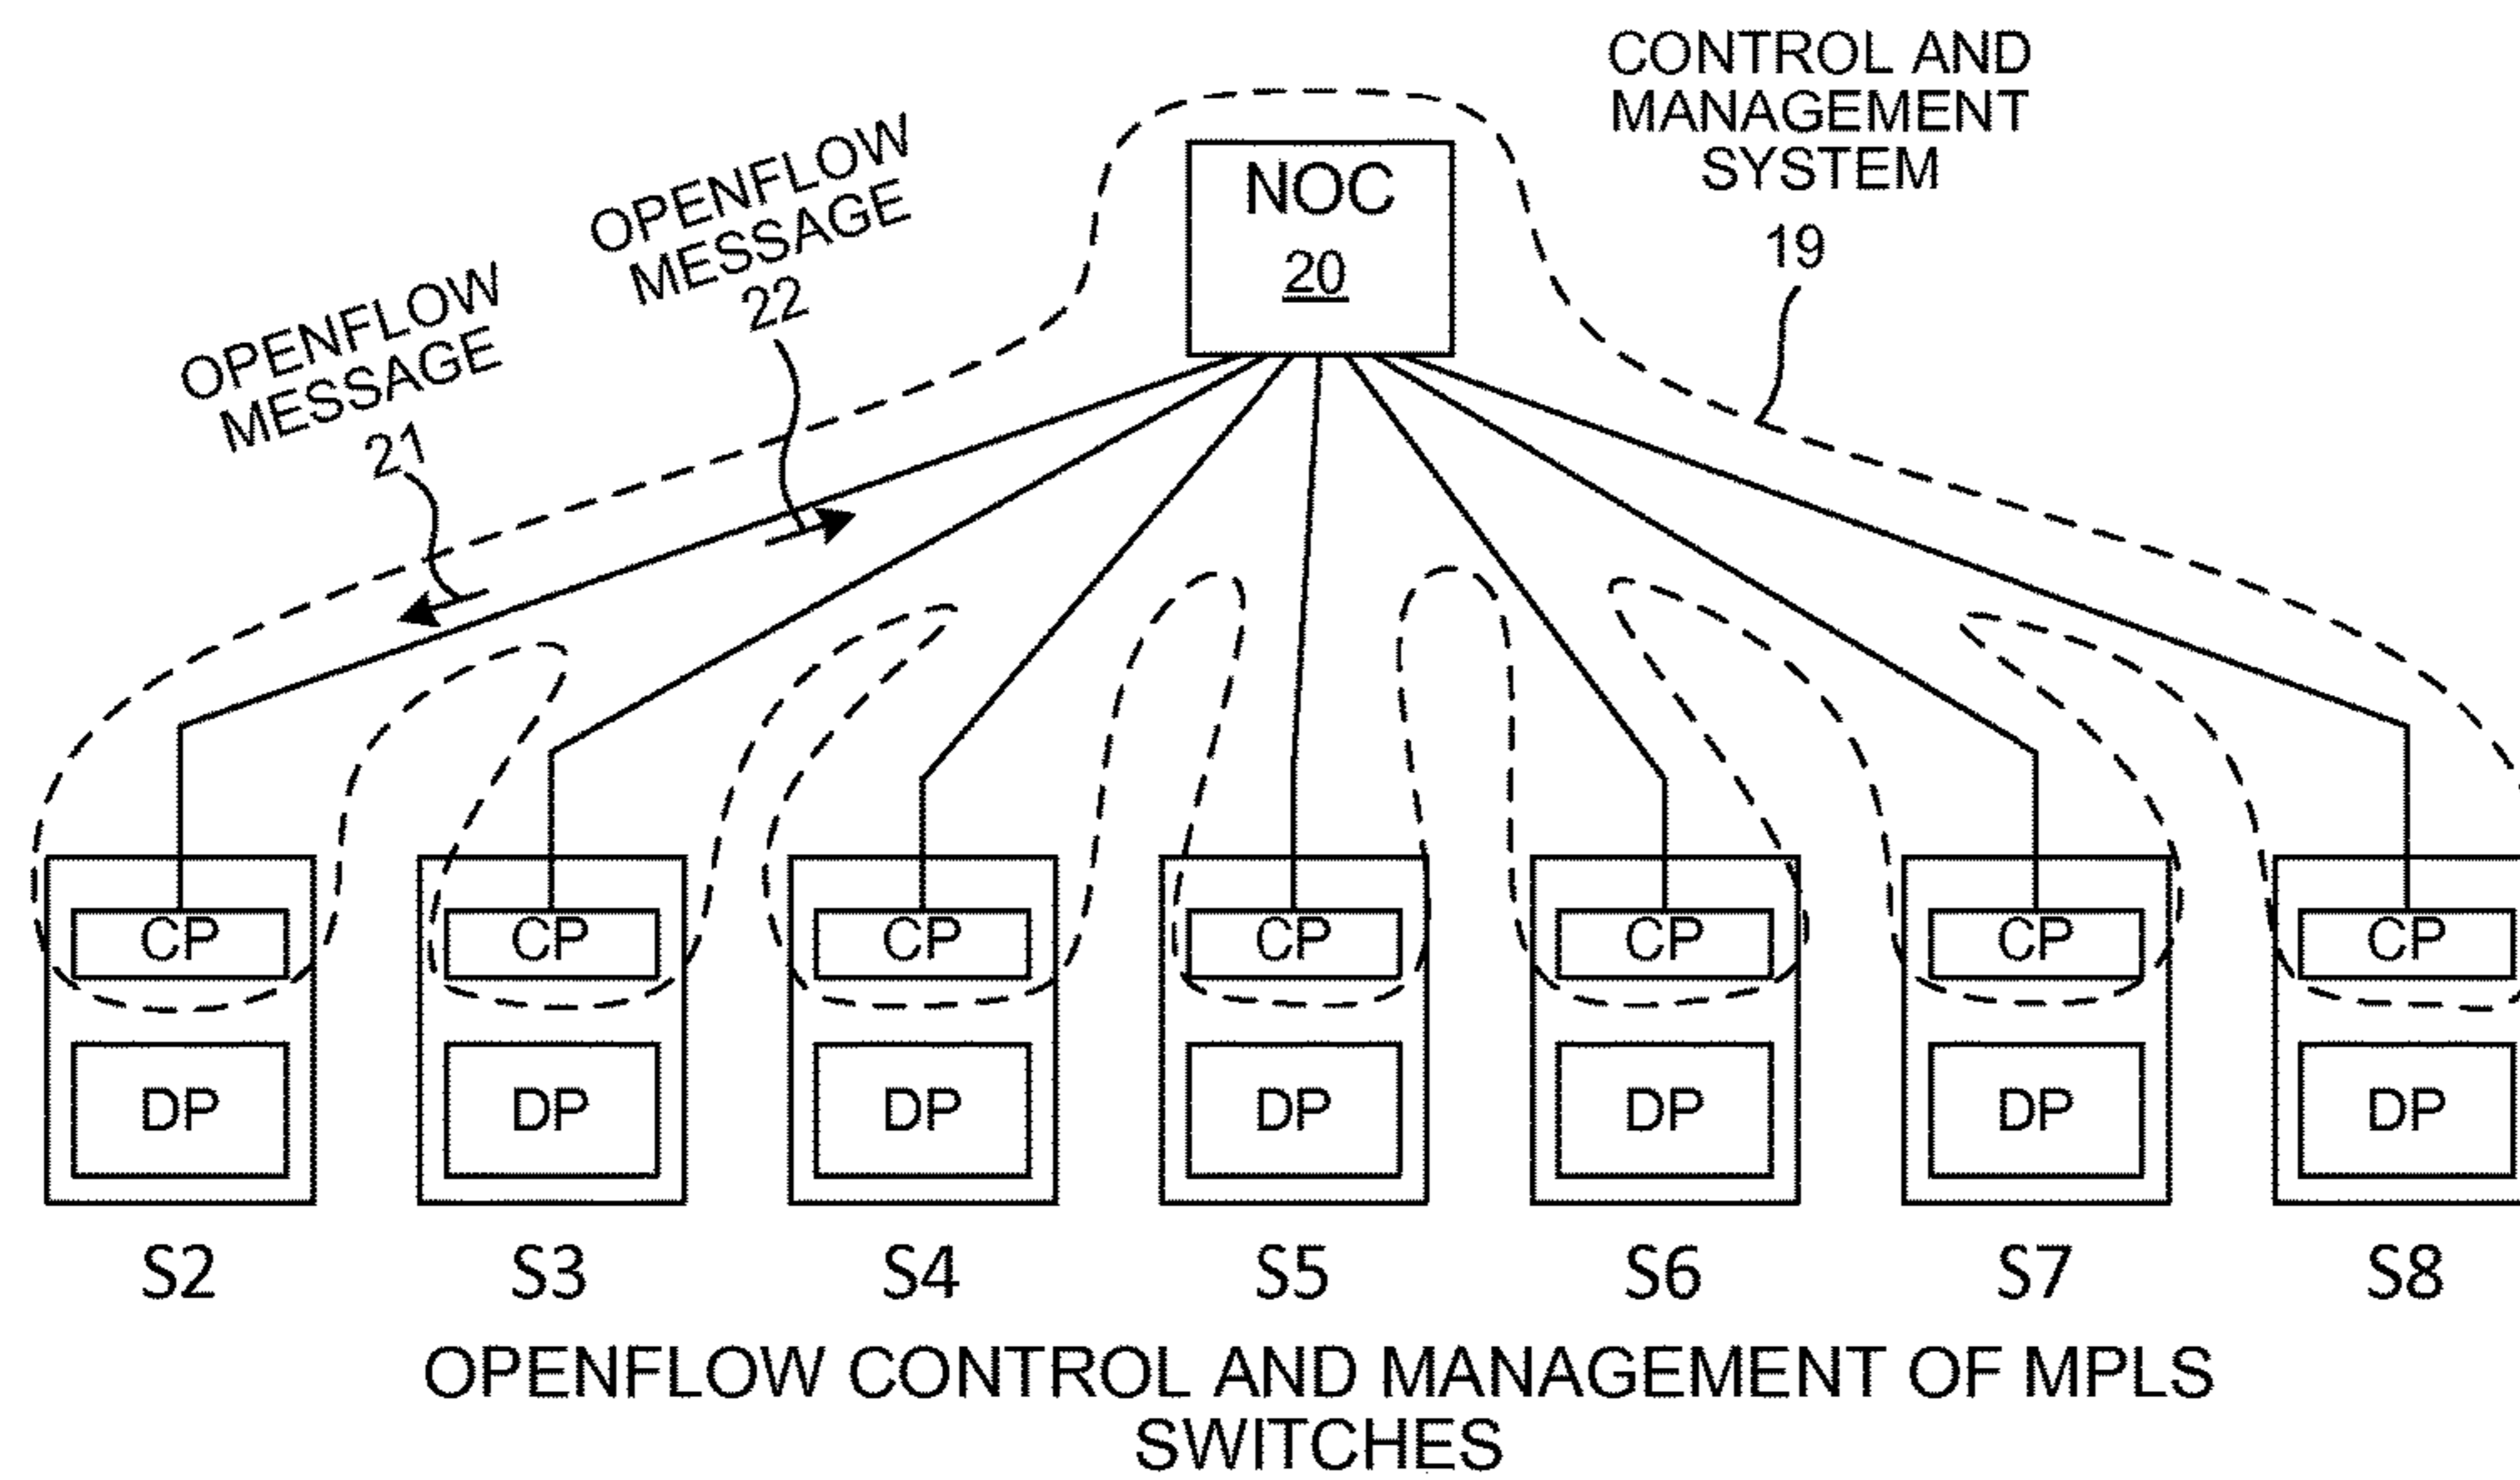 CONTROL AND
MANAGEMENT
SYSTEM
19
NOC
20
OPENFLOW
MESSAGE
22
OPENFLOW
MESSAGE
21
CP
CP
CP
CP
CP
CP
CP
DP
DP
DP
DP
DP
DP
DP
S2
S3
S4
S5
S6
S7
S8
OPENFLOW CONTROL AND MANAGEMENT OF MPLS
SWITCHES